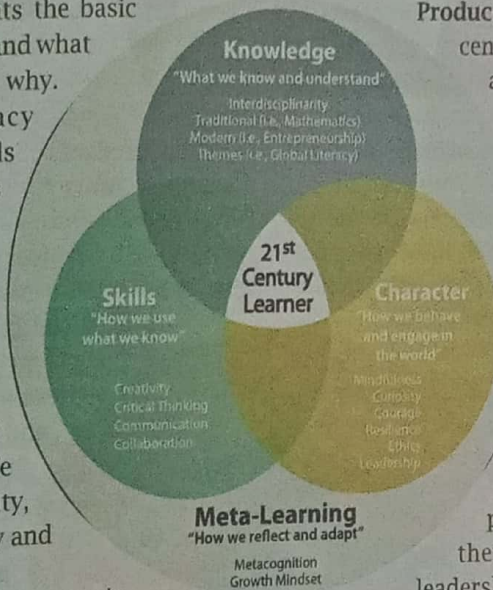 ts the basic
nd what
why.
acy
ls
e
ty,
and
Knowledge
"What we know and understand"
Interdisciplinarity
Traditional (i.e., Mathematics)
Modern (i.e., Entrepreneurship)
Themes (i.e., Global Literacy)
21st
Century
Learner
Skills
"How we use
what we know"
Creativity
Critical Thinking
Communication
Collaboration
Character
"How we behave
and engage in
the world"
Mindfulness
Curiosity
Courage
Resilience
Ethics
Leadership
Meta-Learning
"How we reflect and adapt"
Metacognition
Growth Mindset
Produc
cen
a
p
the
leaders